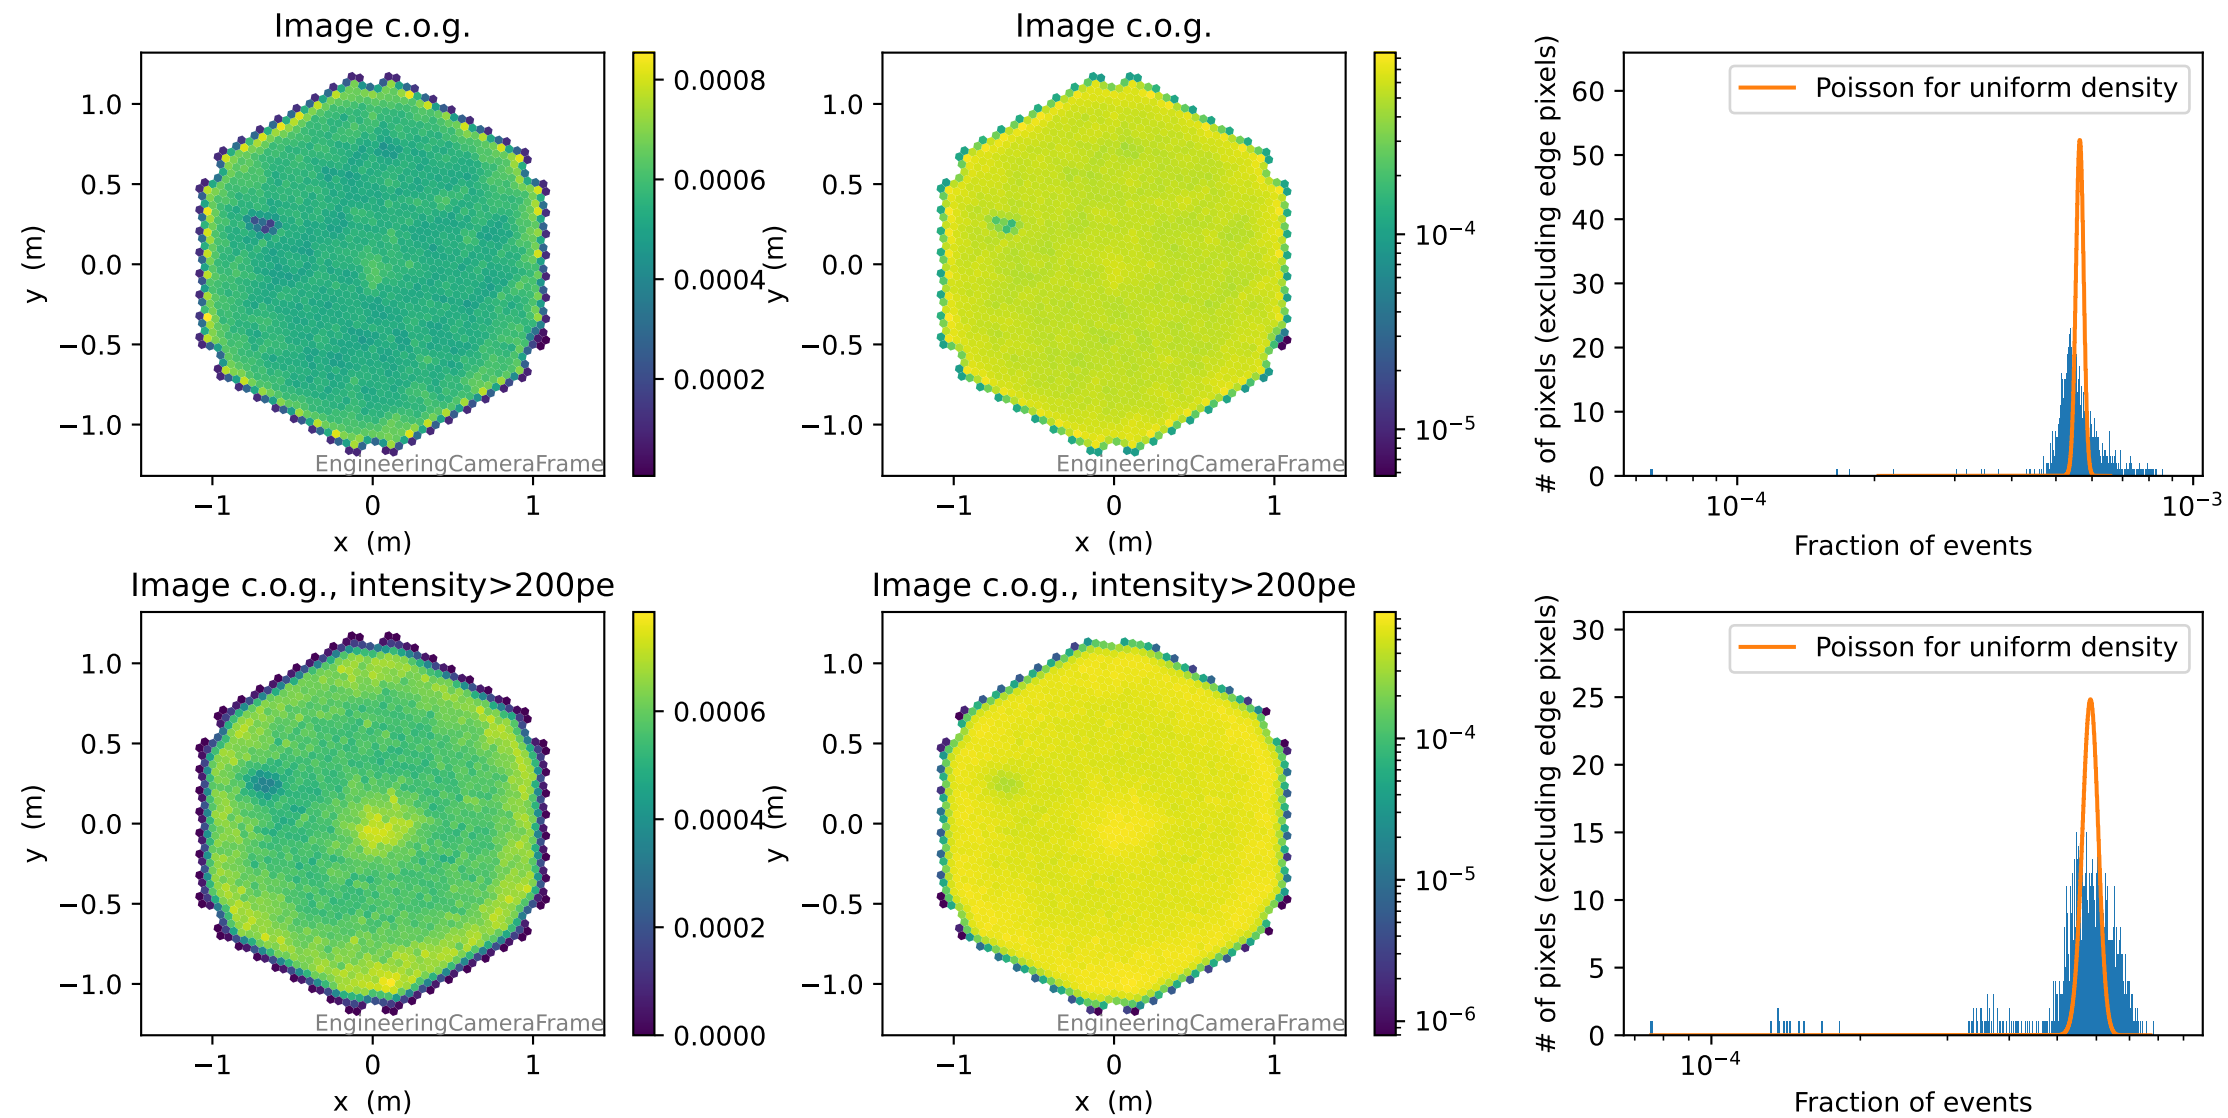 Image c.o.g.
1.0
0.5
0.0
−0.5
−1.0
y (m)
−1
0
1
x (m)
EngineeringCameraFrame
0.0008
0.0006
0.0004
0.0002
Image c.o.g.
1.0
0.5
0.0
−0.5
−1.0
y (m)
−1
0
1
x (m)
EngineeringCameraFrame
10⁻⁴
10⁻⁵
Poisson for uniform density
# of pixels (excluding edge pixels)
60
50
40
30
20
10
0
10⁻⁴
10⁻³
Fraction of events
Image c.o.g., intensity>200pe
1.0
0.5
0.0
−0.5
−1.0
y (m)
−1
0
1
x (m)
EngineeringCameraFrame
0.0006
0.0004
0.0002
0.0000
Image c.o.g., intensity>200pe
1.0
0.5
0.0
−0.5
−1.0
y (m)
−1
0
1
x (m)
EngineeringCameraFrame
10⁻⁴
10⁻⁵
10⁻⁶
Poisson for uniform density
# of pixels (excluding edge pixels)
30
25
20
15
10
5
0
10⁻⁴
Fraction of events